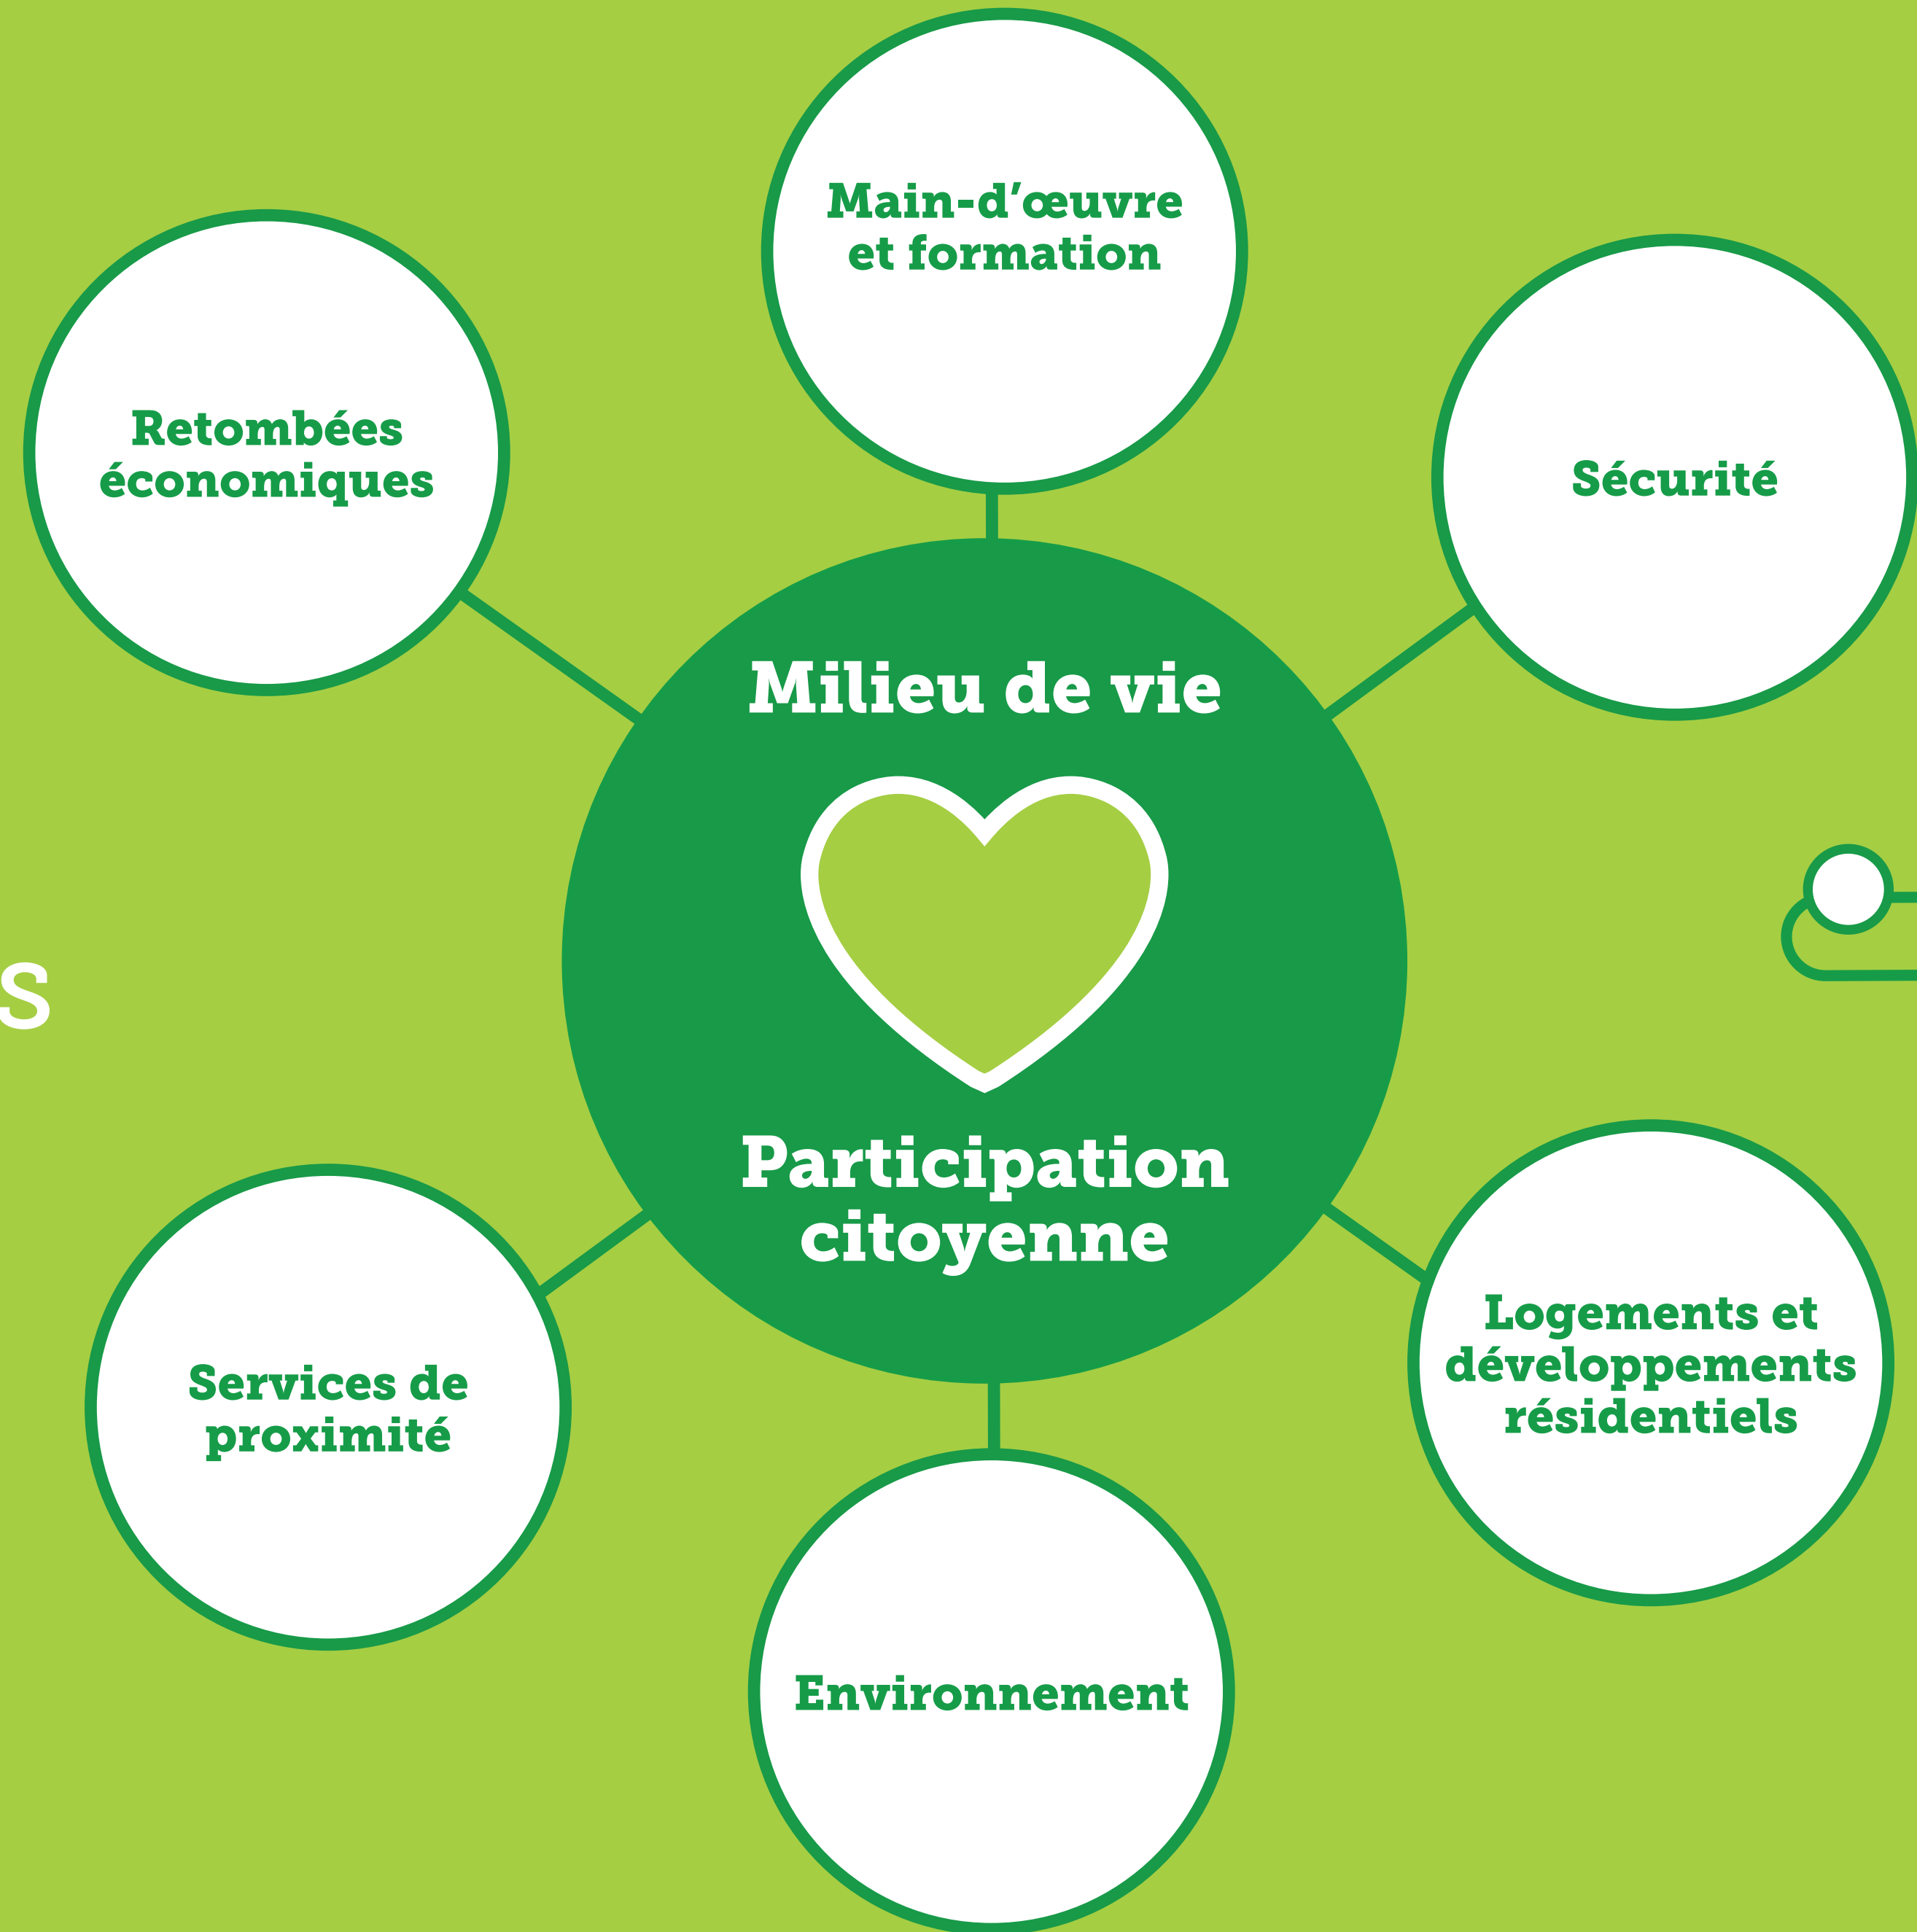 Main-d’œuvre
et formation
Retombées
économiques
Sécurité
Milieu de vie
s
Participation
citoyenne
Logements et
développements
résidentiels
Services de
proximité
Environnement